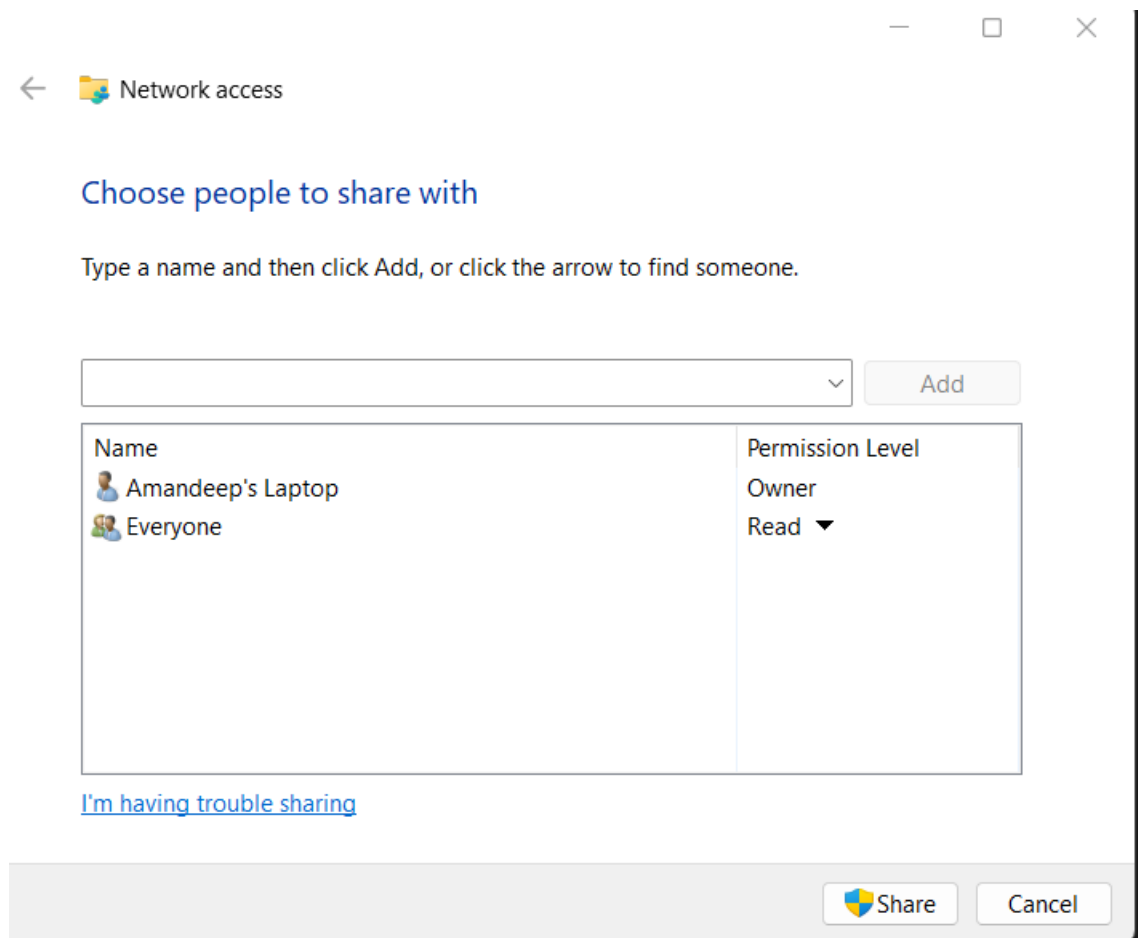 Network access
Choose people to share with
Type a name and then click Add, or click the arrow to find someone.
Add
Name Permission Level
Amandeep's Laptop Owner
Everyone Read
I'm having trouble sharing
Share Cancel